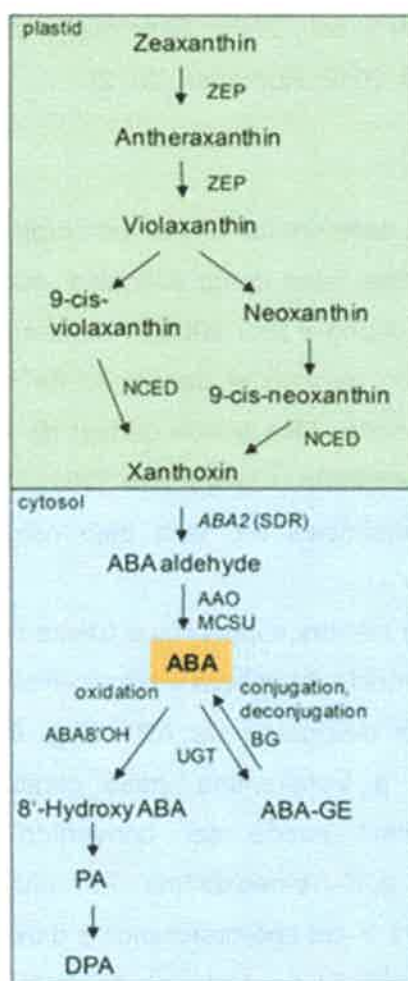 plastid
Zeaxanthin
ZEP
Antheraxanthin
ZEP
Violaxanthin
9-cis-
violaxanthin
Neoxanthin
NCED
9-cis-neoxanthin
NCED
Xanthoxin
cytosol
ABA2 (SDR)
ABA aldehyde
AAO
MCSU
ABA
oxidation
conjugation,
deconjugation
ABA8'OH
UGT
BG
8'-Hydroxy ABA
ABA-GE
PA
DPA